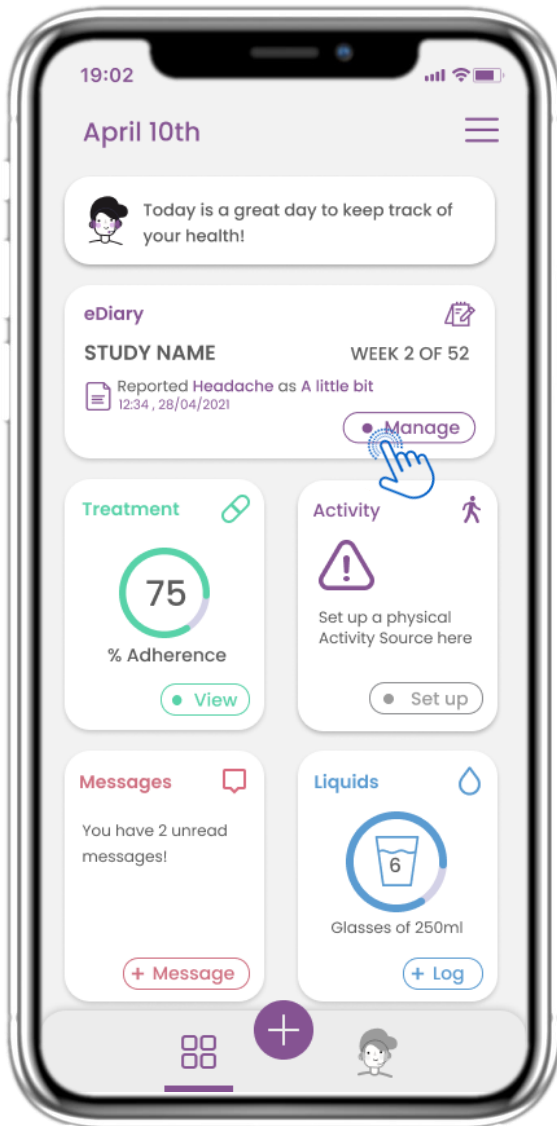 19:02
April 10th
Today is a great day to keep track of
your health!
eDiary
STUDY NAME
WEEK 2 OF 52
Reported Headache as A little bit
12:34 , 28/04/2021
Manage
Treatment
75
% Adherence
View
Activity
Set up a physical
Activity Source here
Set up
Messages
You have 2 unread
messages!
+ Message
Liquids
6
Glasses of 250ml
+ Log